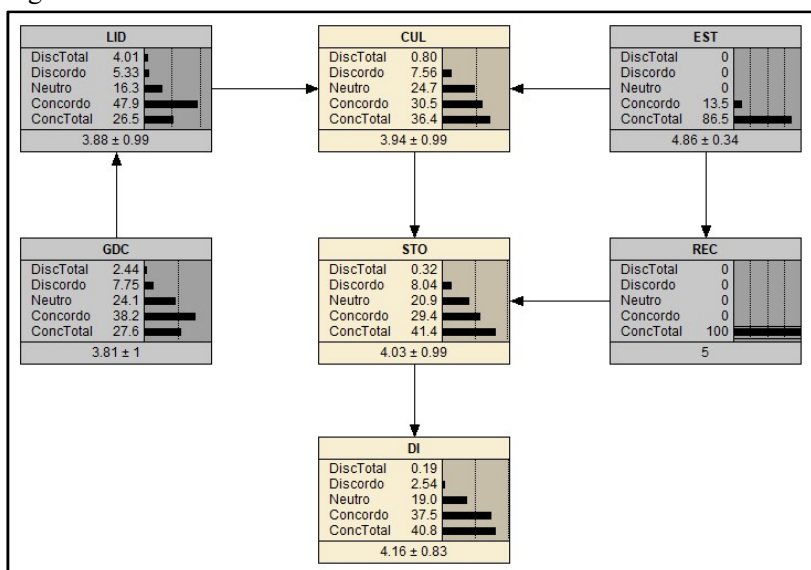 LID
DiscTotal 4.01
Discordo 5.33
Neutro 16.3
Concordo 47.9
ConcTotal 26.5
3.88 ± 0.99
CUL
DiscTotal 0.80
Discordo 7.56
Neutro 24.7
Concordo 30.5
ConcTotal 36.4
3.94 ± 0.99
EST
DiscTotal 0
Discordo 0
Neutro 0
Concordo 13.5
ConcTotal 86.5
4.86 ± 0.34
GDC
DiscTotal 2.44
Discordo 7.75
Neutro 24.1
Concordo 38.2
ConcTotal 27.6
3.81 ± 1
STO
DiscTotal 0.32
Discordo 8.04
Neutro 20.9
Concordo 29.4
ConcTotal 41.4
4.03 ± 0.99
REC
DiscTotal 0
Discordo 0
Neutro 0
Concordo 0
ConcTotal 100
5
DI
DiscTotal 0.19
Discordo 2.54
Neutro 19.0
Concordo 37.5
ConcTotal 40.8
4.16 ± 0.83